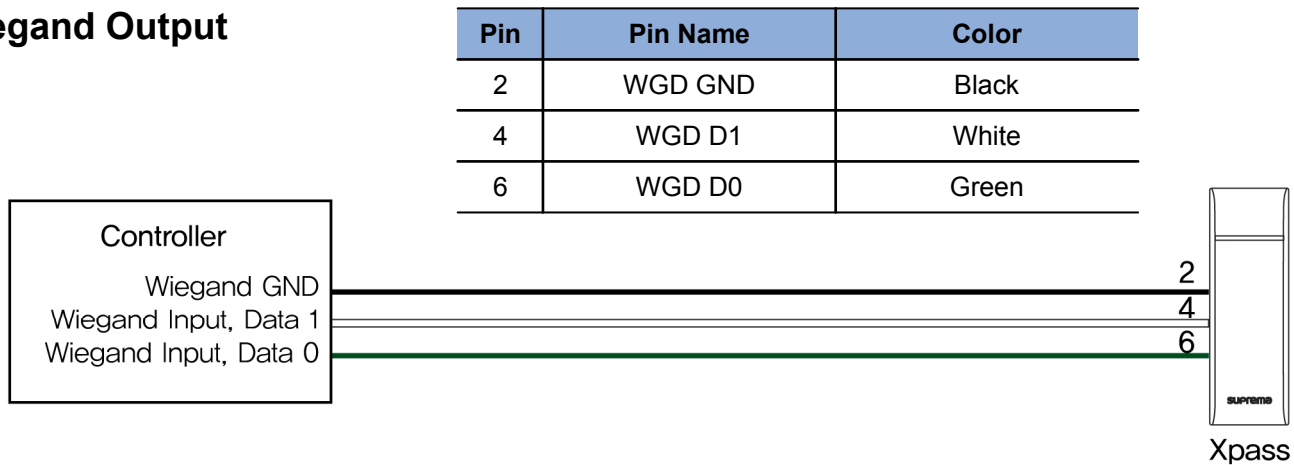 egand Output
Pin Pin Name Color
2 WGD GND Black
4 WGD D1 White
6 WGD D0 Green
Controller
Wiegand GND 2
Wiegand Input, Data 1 4
Wiegand Input, Data 0 6
suprema
Xpass